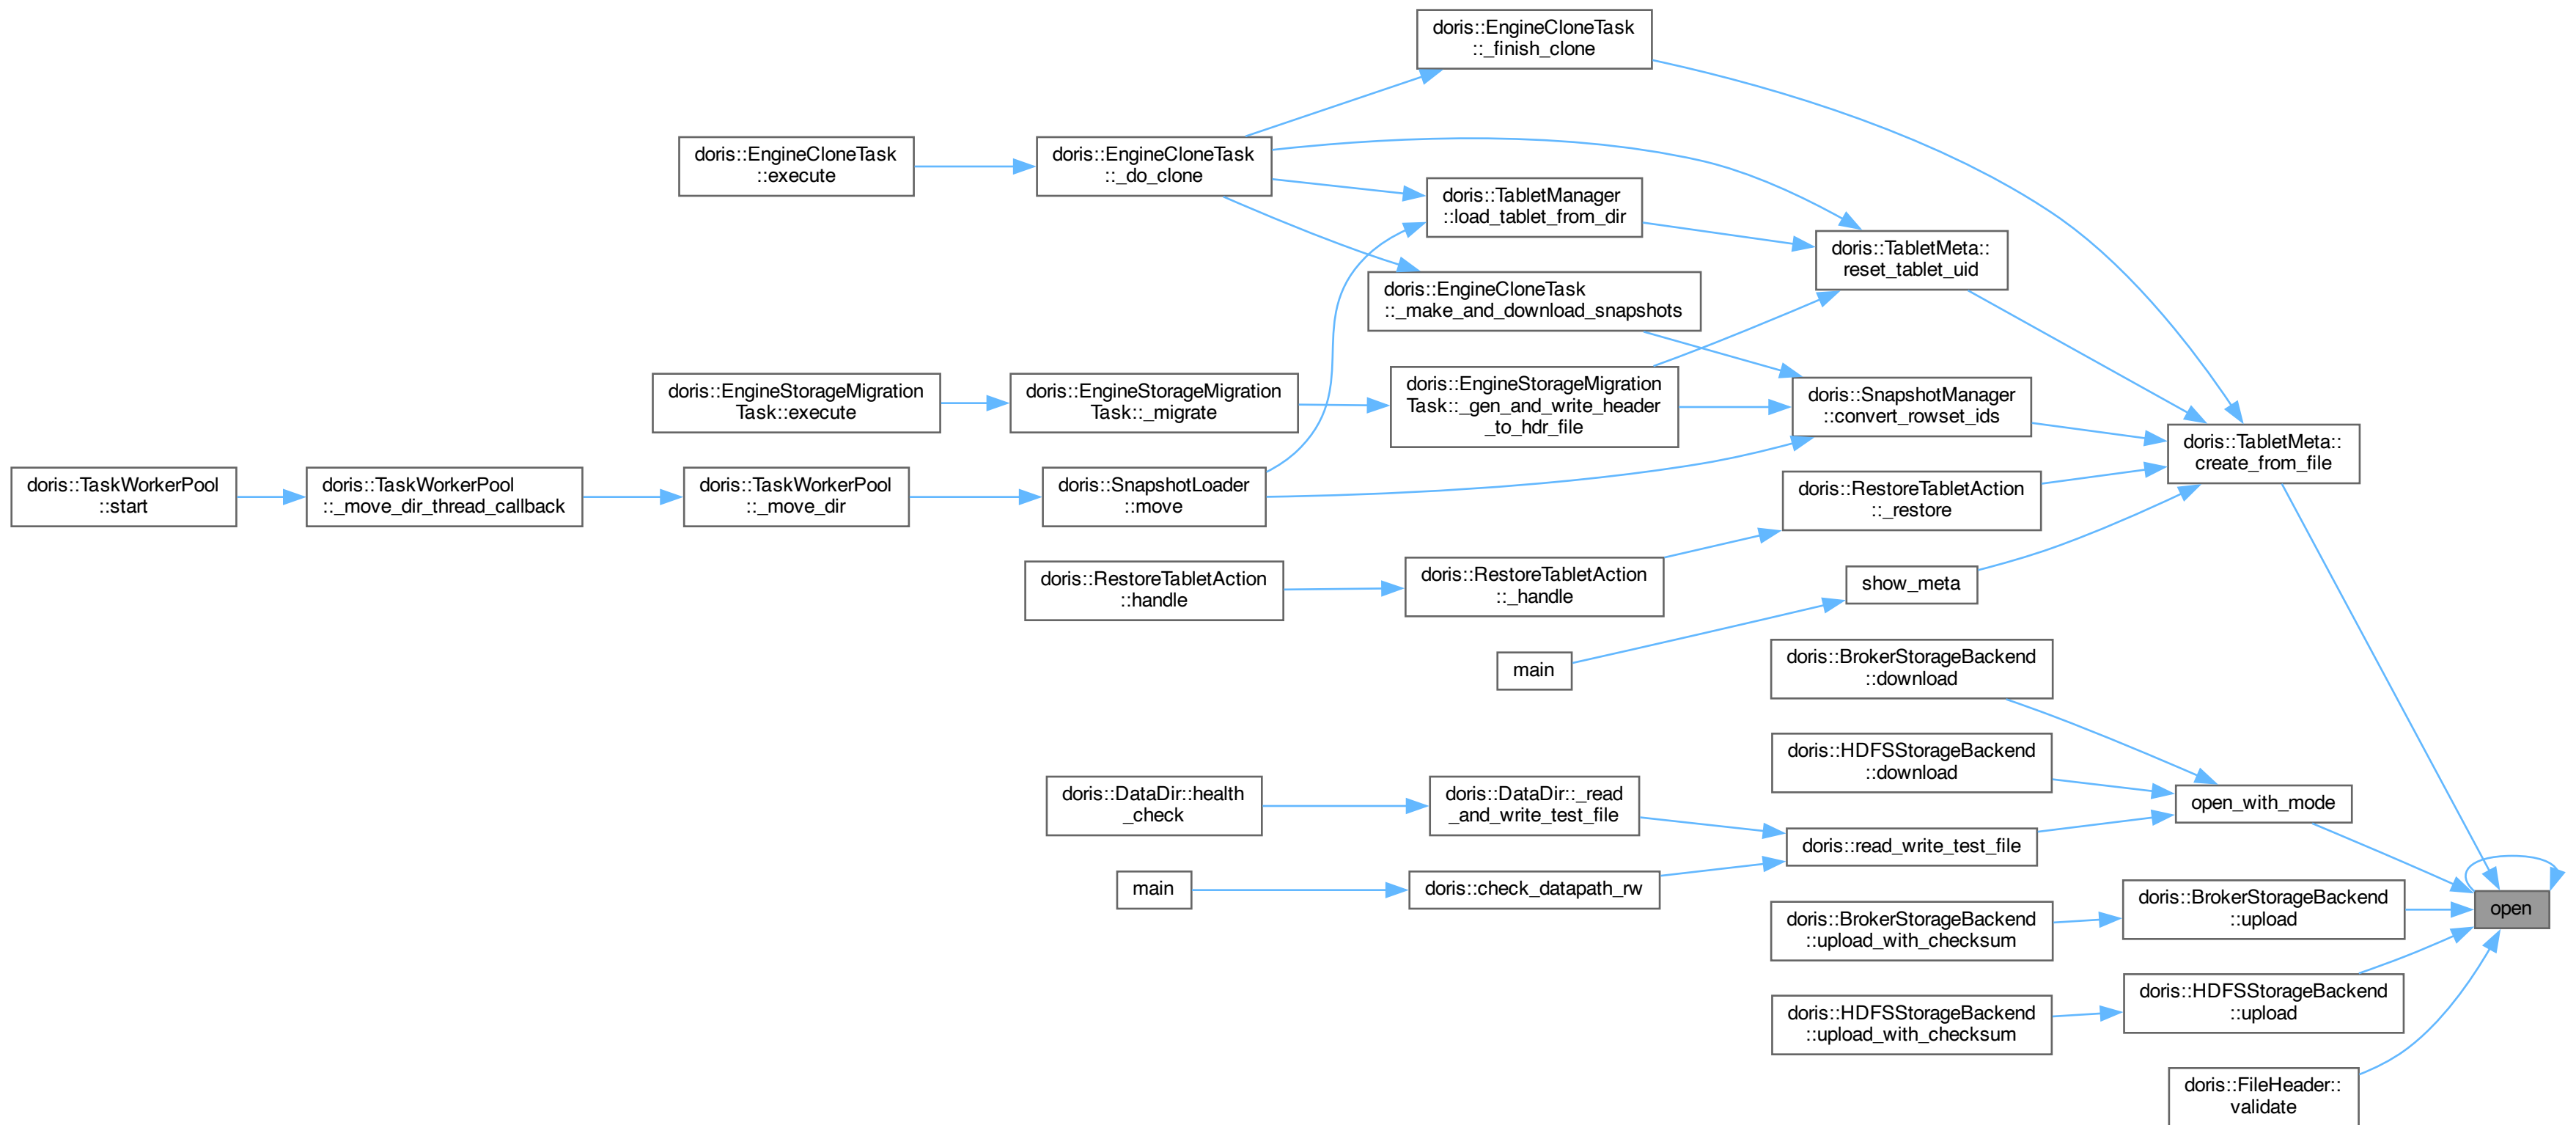 doris::EngineCloneTask
::_finish_clone
doris::EngineCloneTask
::execute
doris::EngineCloneTask
::_do_clone
doris::TabletManager
::load_tablet_from_dir
doris::TabletMeta::
reset_tablet_uid
doris::EngineCloneTask
::_make_and_download_snapshots
doris::EngineStorageMigration
Task::execute
doris::EngineStorageMigration
Task::_migrate
doris::EngineStorageMigration
Task::_gen_and_write_header
_to_hdr_file
doris::SnapshotManager
::convert_rowset_ids
doris::TabletMeta::
create_from_file
doris::TaskWorkerPool
::start
doris::TaskWorkerPool
::_move_dir_thread_callback
doris::TaskWorkerPool
::_move_dir
doris::SnapshotLoader
::move
doris::RestoreTabletAction
::_restore
doris::RestoreTabletAction
::handle
doris::RestoreTabletAction
::_handle
show_meta
main
doris::BrokerStorageBackend
::download
doris::HDFSStorageBackend
::download
doris::DataDir::health
_check
doris::DataDir::_read
_and_write_test_file
open_with_mode
doris::read_write_test_file
main
doris::check_datapath_rw
doris::BrokerStorageBackend
::upload_with_checksum
doris::BrokerStorageBackend
::upload
open
doris::HDFSStorageBackend
::upload_with_checksum
doris::HDFSStorageBackend
::upload
doris::FileHeader::
validate